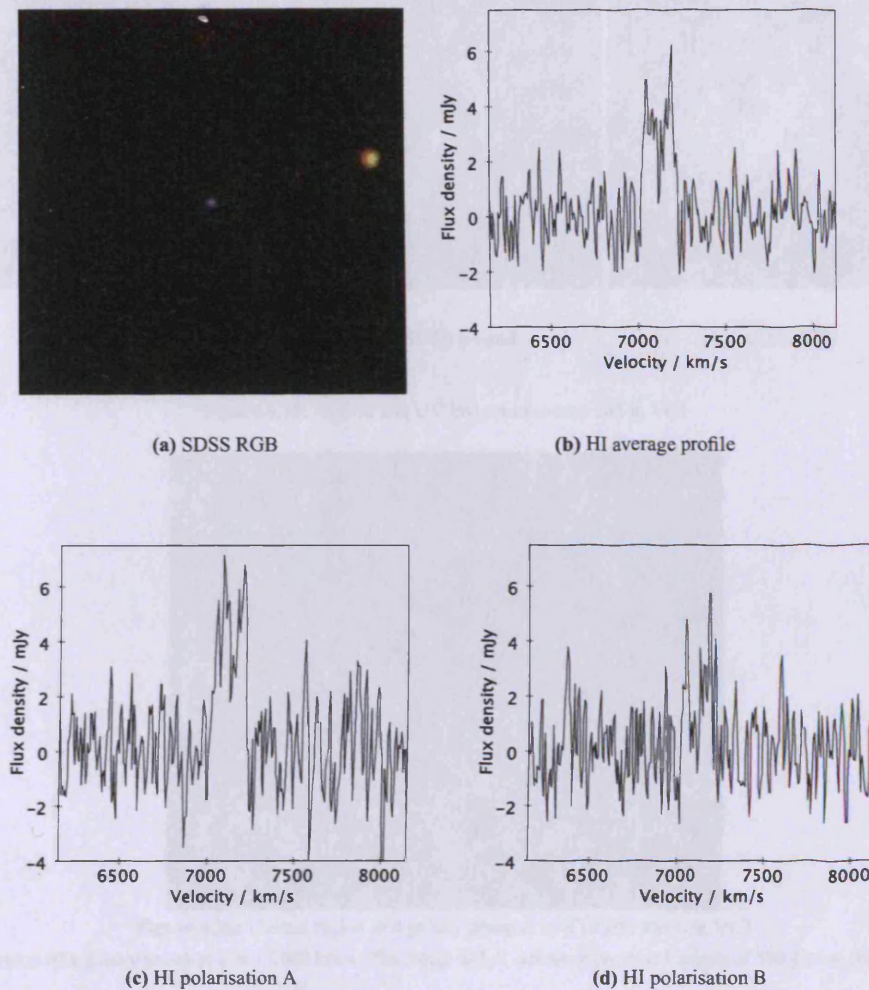 6
4
2
0
−2
−4
Flux density / mJy
6500 7000 7500 8000
Velocity / km/s
(a) SDSS RGB
(b) HI average profile
6
4
2
0
−2
−4
Flux density / mJy
6500 7000 7500 8000
Velocity / km/s
6
4
2
0
−2
−4
Flux density / mJy
6500 7000 7500 8000
Velocity / km/s
(c) HI polarisation A
(d) HI polarisation B